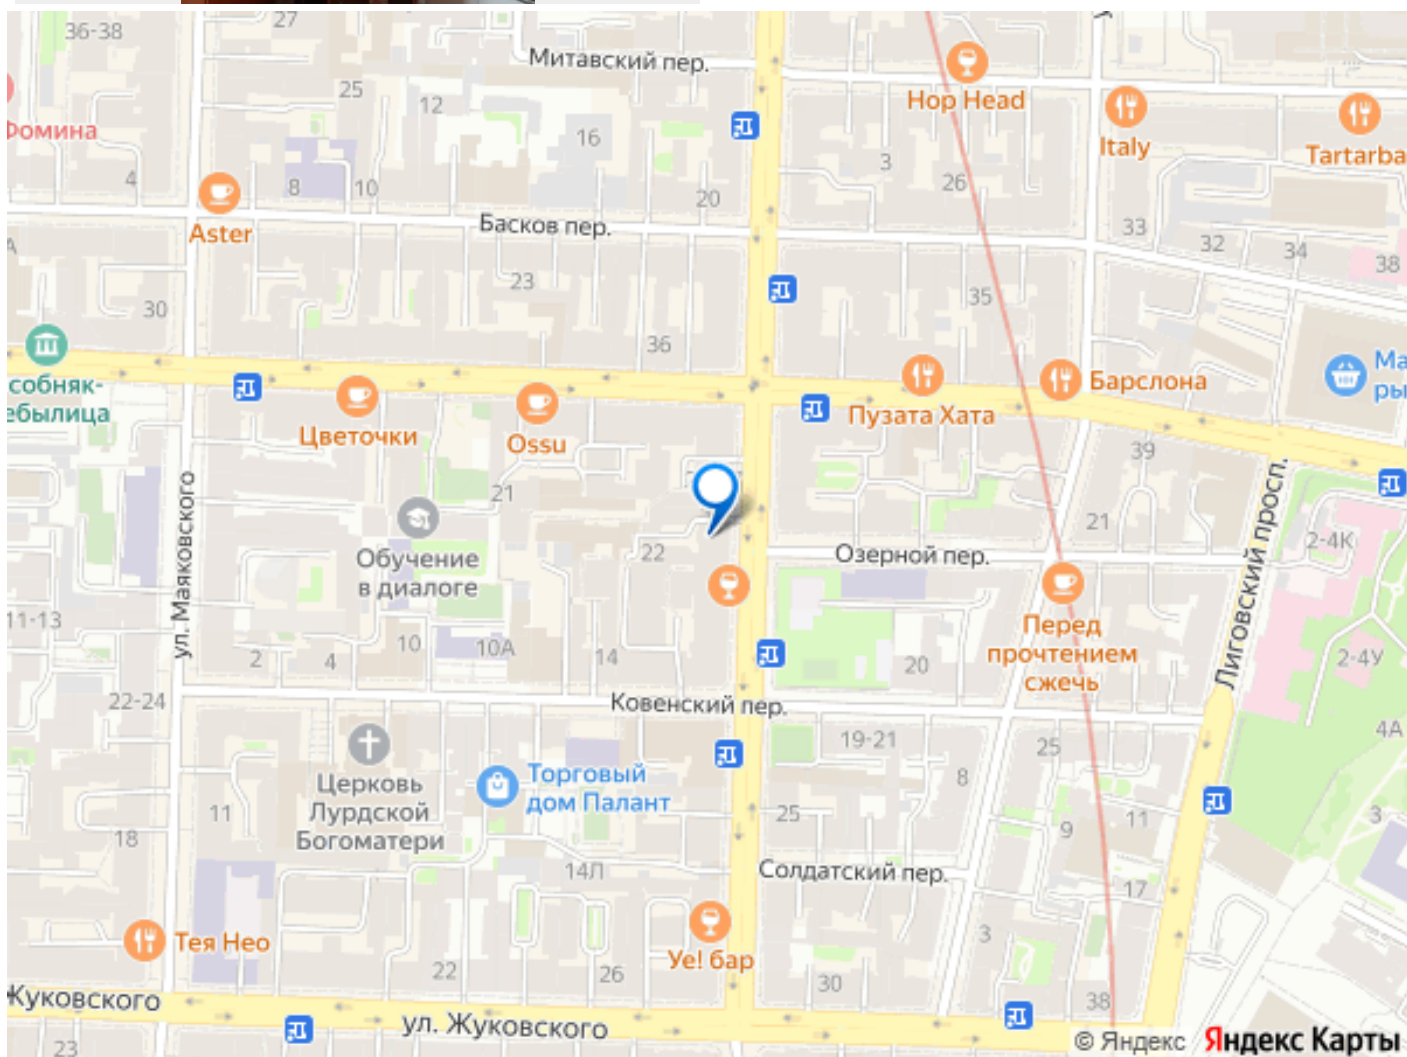 36-38
27
Митавский пер.
Hop Head
25
12
16
Фомина
Italy
3
Tartarba
4
8
10
26
20
Aster
Басков пер.
33
32
34
38
А
23
35
30
36
Ма
ры
собняк-
ебылица
Барслона
Пузата Хата
Цветочки
Ossu
39
21
ул. Маяковского
21
Лиговский просп.
2-4К
Обучение
в диалоге
22
Озерной пер.
11-13
Перед
прочтением
сжечь
2
4
10
10А
14
20
2-4У
22-24
Ковенский пер.
4А
19-21
25
8
Церковь
Лурдской
Богоматери
Торговый
дом Палант
11
25
9
11
3
18
14Л
Солдатский пер.
17
Тея Нео
3
Уе! бар
22
26
30
38
Жуковского
ул. Жуковского
23
© Яндекс Яндекс Карты